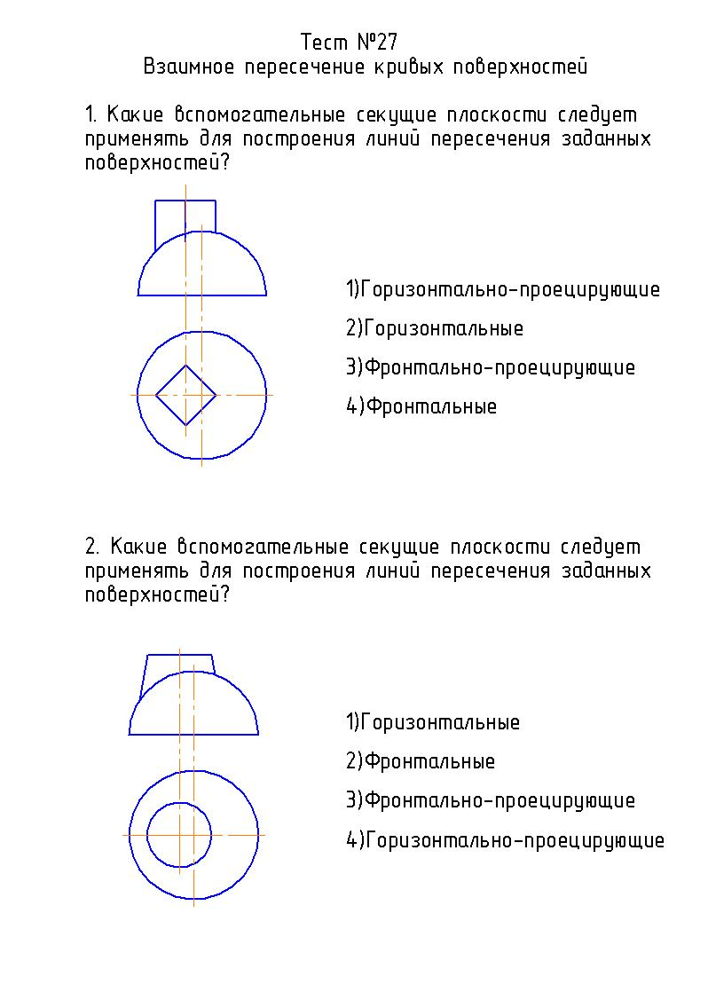 Тест №27
Взаимное пересечение кривых поверхностей
1. Какие вспомогательные секущие плоскости следует
применять для построения линий пересечения заданных
поверхностей?
1)Горизонтально-проецирующие
2)Горизонтальные
3)Фронтально-проецирующие
4)Фронтальные
2. Какие вспомогательные секущие плоскости следует
применять для построения линий пересечения заданных
поверхностей?
1)Горизонтальные
2)Фронтальные
3)Фронтально-проецирующие
4)Горизонтально-проецирующие